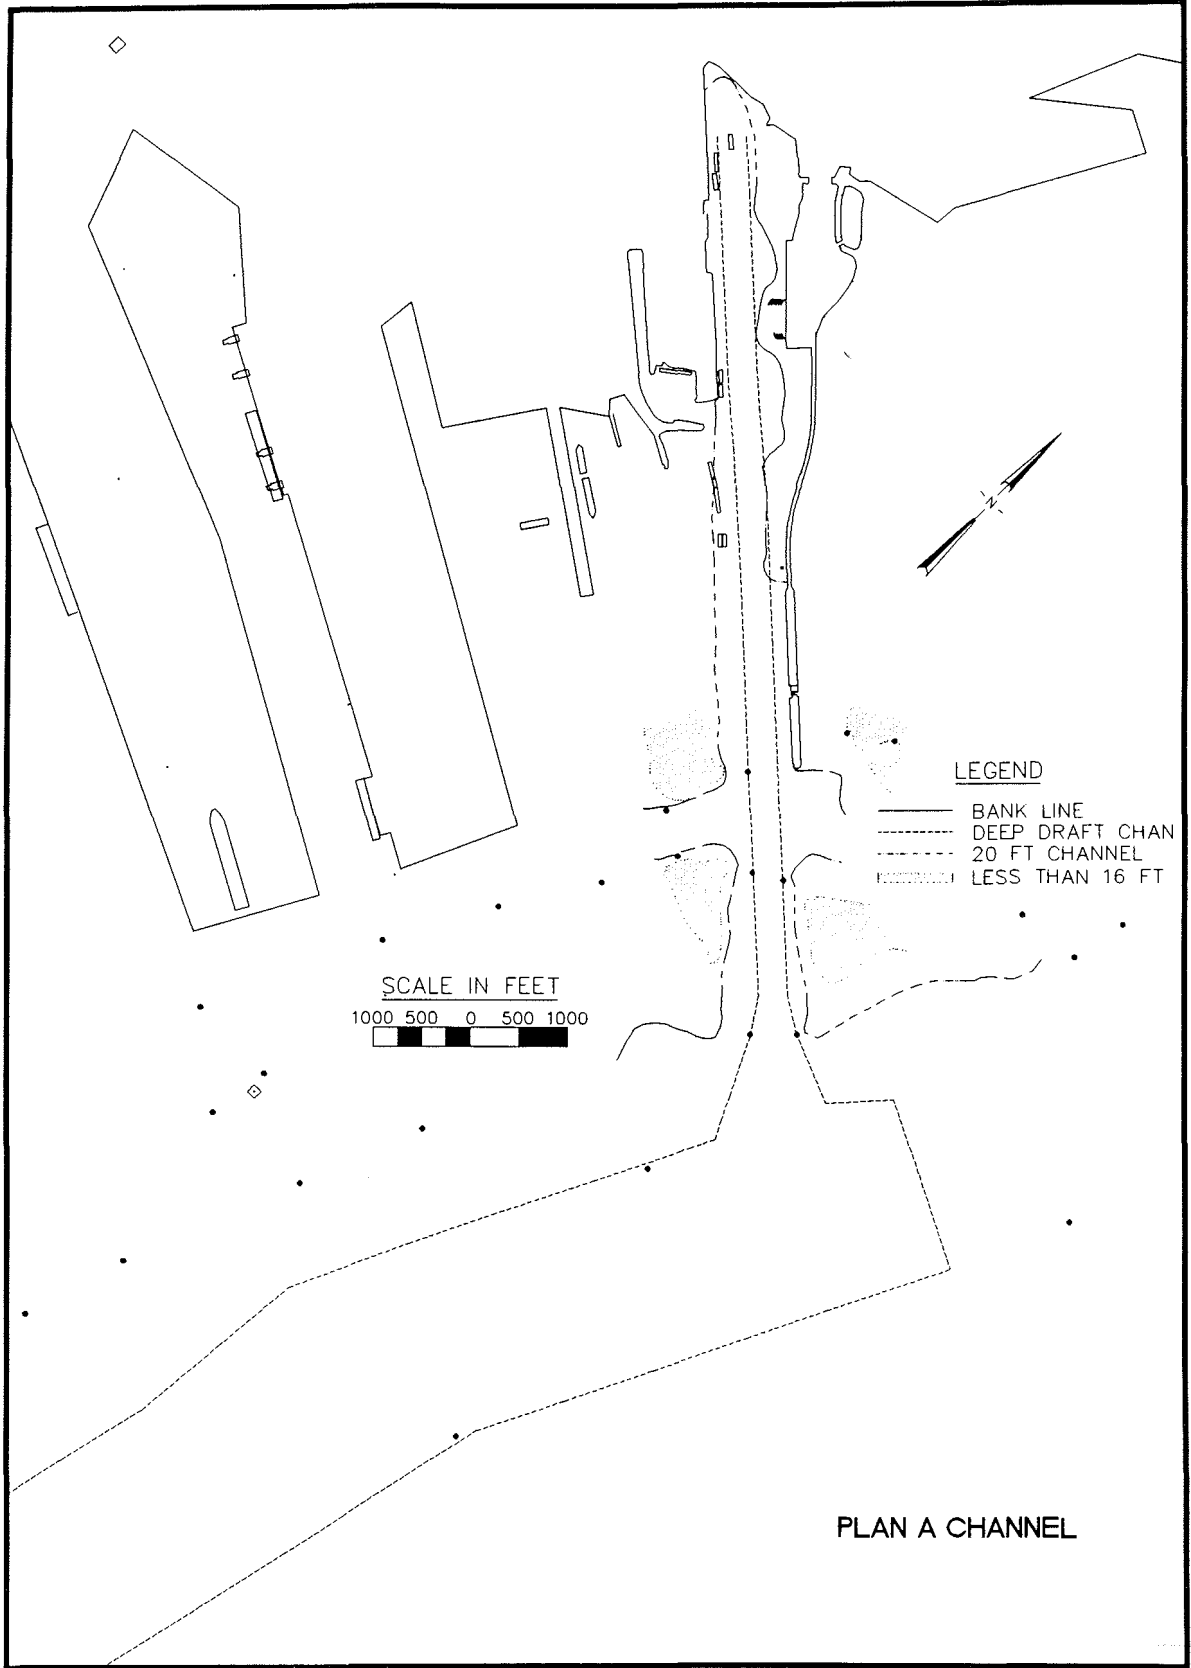 N
LEGEND
BANK LINE
DEEP DRAFT CHAN
20 FT CHANNEL
LESS THAN 16 FT
SCALE IN FEET
1000 500 0 500 1000
PLAN A CHANNEL